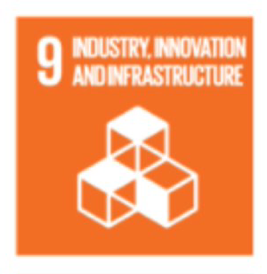 9 INDUSTRY, INNOVATION
AND INFRASTRUCTURE